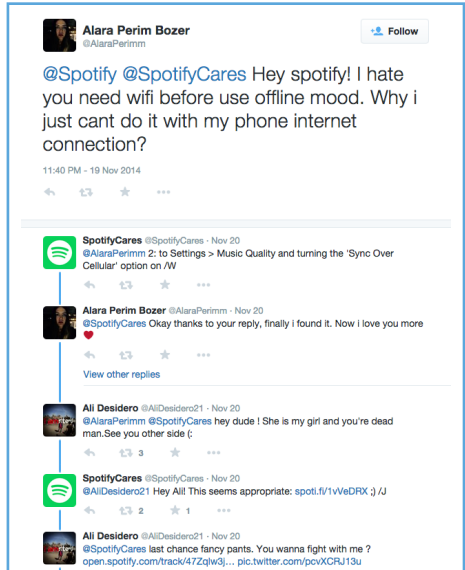 Alara Perim Bozer
@AlaraPerimm
Follow
@Spotify @SpotifyCares Hey spotify! I hate
you need wifi before use offline mood. Why i
just cant do it with my phone internet
connection?
11:40 PM - 19 Nov 2014
SpotifyCares @SpotifyCares · Nov 20
@AlaraPerimm 2: to Settings > Music Quality and turning the 'Sync Over
Cellular' option on /W
Alara Perim Bozer @AlaraPerimm · Nov 20
@SpotifyCares Okay thanks to your reply, finally i found it. Now i love you more
❤
View other replies
Ali Desidero @AliDesidero21 · Nov 20
@AlaraPerimm @SpotifyCares hey dude ! She is my girl and you're dead
man.See you other side (:
3
SpotifyCares @SpotifyCares · Nov 20
@AliDesidero21 Hey Ali! This seems appropriate: spoti.fi/1vVeDRX ;) /J
2 1
Ali Desidero @AliDesidero21 · Nov 20
@SpotifyCares last chance fancy pants. You wanna fight with me ?
open.spotify.com/track/47Zqlw3j... pic.twitter.com/pcvXCRJ13u